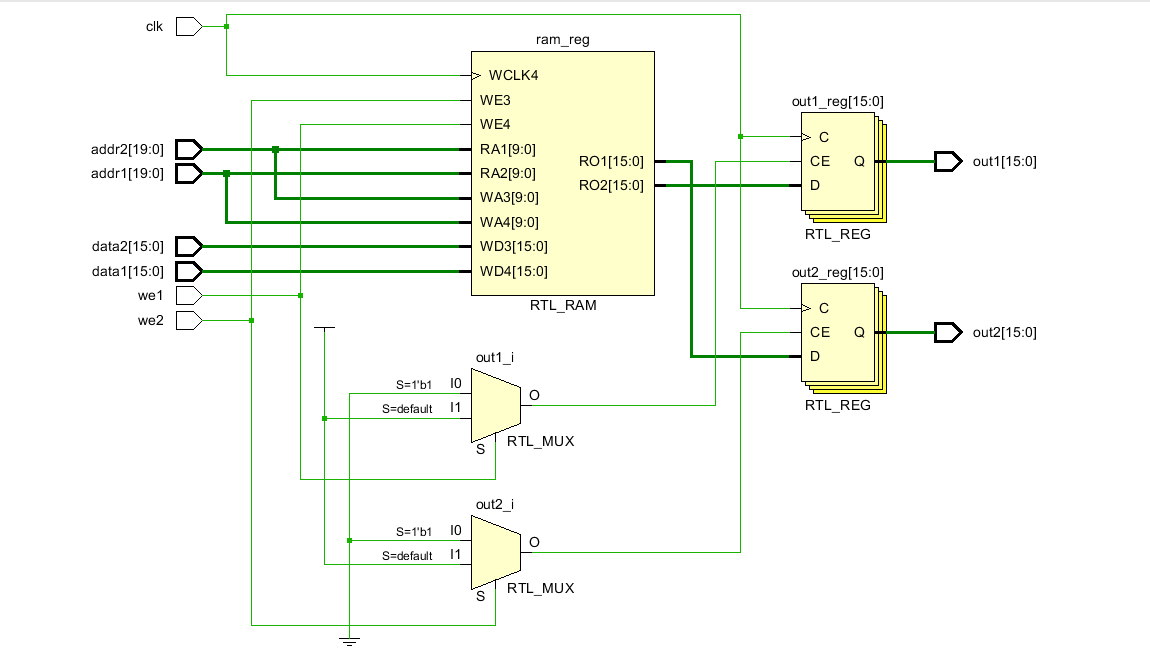 clk
ram_reg
WCLK4
WE3
WE4
addr2[19:0]
RA1[9:0]
addr1[19:0]
RA2[9:0]
WA3[9:0]
WA4[9:0]
data2[15:0]
WD3[15:0]
data1[15:0]
WD4[15:0]
RO1[15:0]
RO2[15:0]
RTL_RAM
we1
we2
out1_reg[15:0]
C
CE
Q
D
RTL_REG
out1[15:0]
out2_reg[15:0]
C
CE
Q
D
RTL_REG
out2[15:0]
out1_i
S=1'b1
I0
S=default
I1
O
S
RTL_MUX
out2_i
S=1'b1
I0
S=default
I1
O
S
RTL_MUX